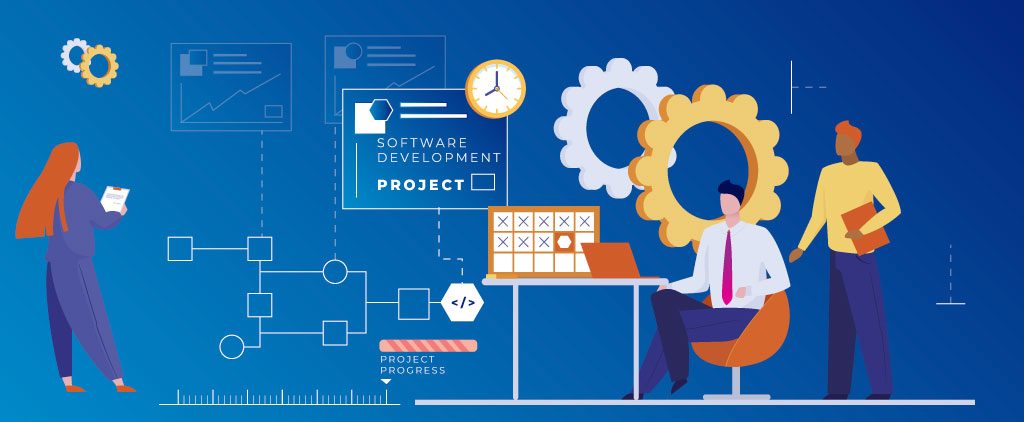 SOFTWARE
DEVELOPMENT
PROJECT
</>
PROJECT
PROGRESS